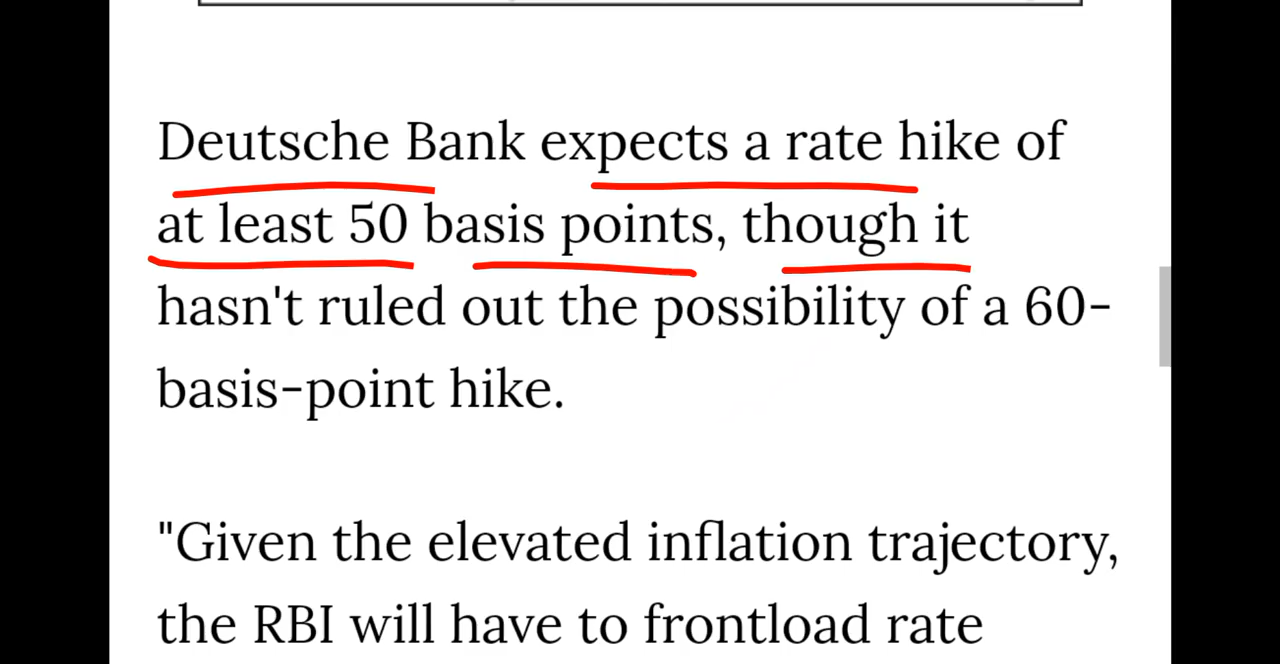 Deutsche Bank expects a rate hike of
at least 50 basis points, though it
hasn't ruled out the possibility of a 60-
basis-point hike.
"Given the elevated inflation trajectory,
the RBI will have to frontload rate